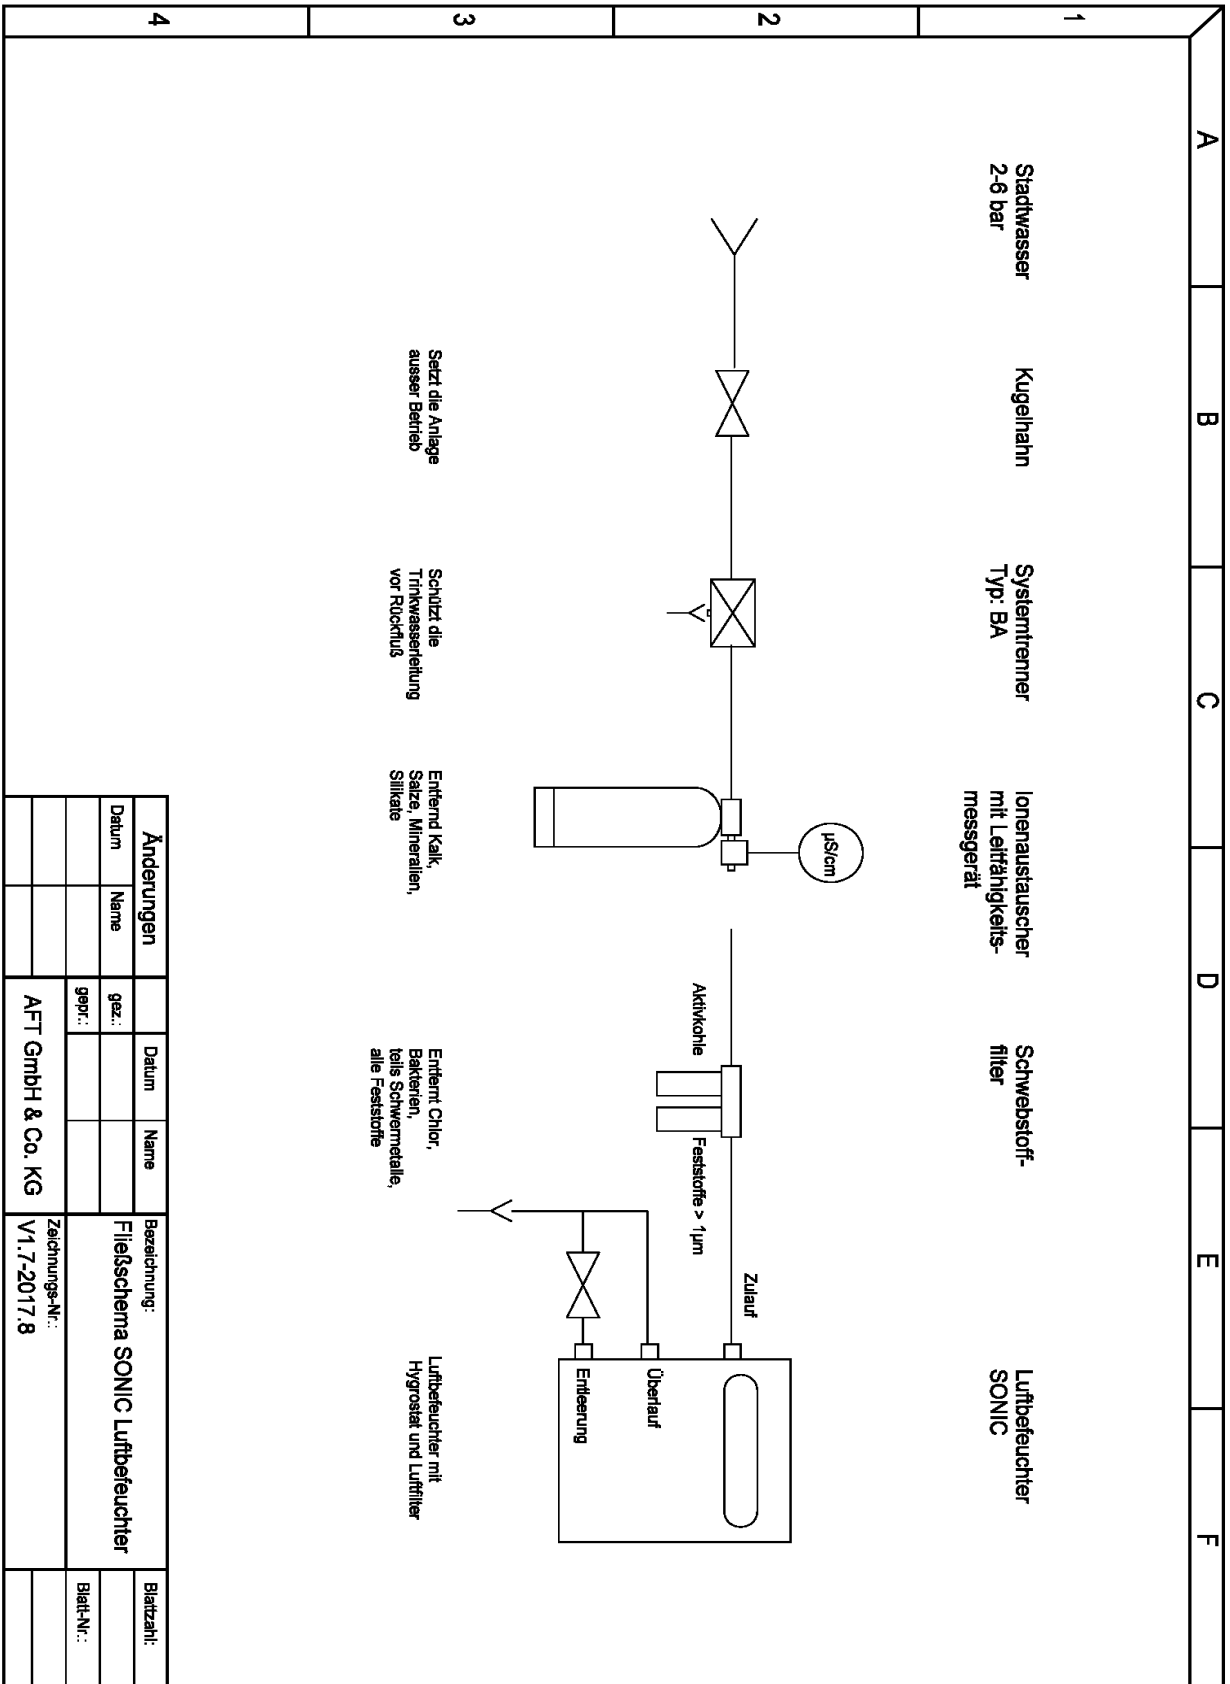 A
B
C
D
E
F
1
2
3
4
Stadtwasser
2-6 bar
Kugelhahn
Systemtrenner
Typ: BA
Ionenaustauscher
mit Leitfähigkeits-
messgerät
Schwebstoff-
filter
Luftbefeuchter
SONIC
µS/cm
Aktivkohle
Feststoffe > 1µm
Zulauf
Überlauf
Entleerung
Setzt die Anlage
ausser Betrieb
Schützt die
Trinkwasserleitung
vor Rückfluß
Entfernd Kalk,
Salze, Mineralien,
Silikate
Entfernt Chlor,
Bakterien,
teils Schwermetalle,
alle Feststoffe
Luftbefeuchter mit
Hygrostat und Luftfilter
Änderungen
Datum
Name
Datum
Name
gez.:
gepr.:
AFT GmbH & Co. KG
Bezeichnung:
Fließschema SONIC Luftbefeuchter
Zeichnungs-Nr.:
V1.7-2017.8
Blattzahl:
Blatt-Nr.: